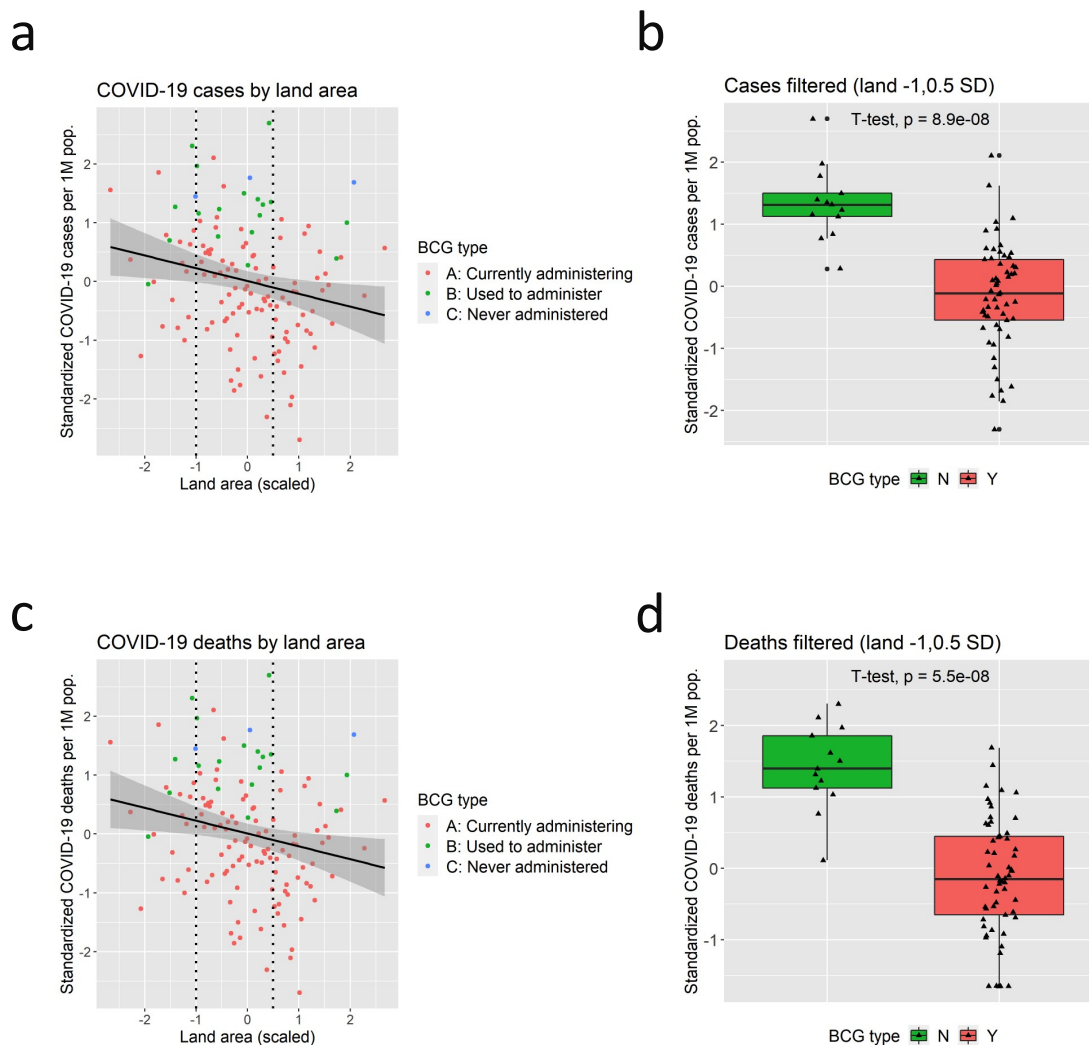 a
COVID-19 cases by land area
Standardized COVID-19 cases per 1M pop.
2
1
0
-1
-2
-2 -1 0 1 2
Land area (scaled)
BCG type
A: Currently administering
B: Used to administer
C: Never administered
b
Cases filtered (land -1,0.5 SD)
T-test, p = 8.9e-08
Standardized COVID-19 cases per 1M pop.
2
1
0
-1
-2
BCG type N Y
c
COVID-19 deaths by land area
Standardized COVID-19 deaths per 1M pop.
2
1
0
-1
-2
-2 -1 0 1 2
Land area (scaled)
BCG type
A: Currently administering
B: Used to administer
C: Never administered
d
Deaths filtered (land -1,0.5 SD)
T-test, p = 5.5e-08
Standardized COVID-19 deaths per 1M pop.
2
1
0
-1
BCG type N Y